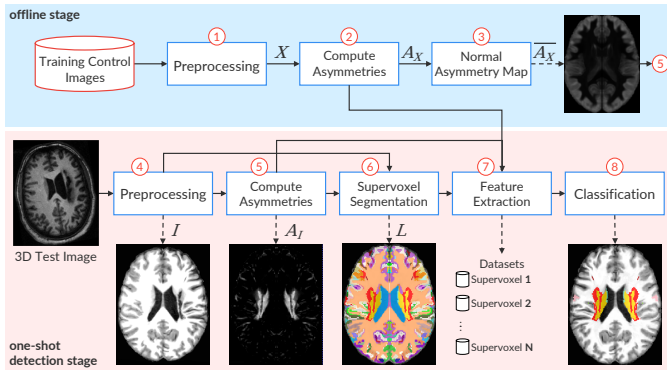 offline stage
Training Control
Images
1
Preprocessing
X
2
Compute
Asymmetries
A_X
3
Normal
Asymmetry Map
\overline{A_X}
5
3D Test Image
4
Preprocessing
5
Compute
Asymmetries
6
Supervoxel
Segmentation
7
Feature
Extraction
8
Classification
I
A_I
L
Datasets
Supervoxel 1
Supervoxel 2
⋮
Supervoxel N
one-shot
detection stage